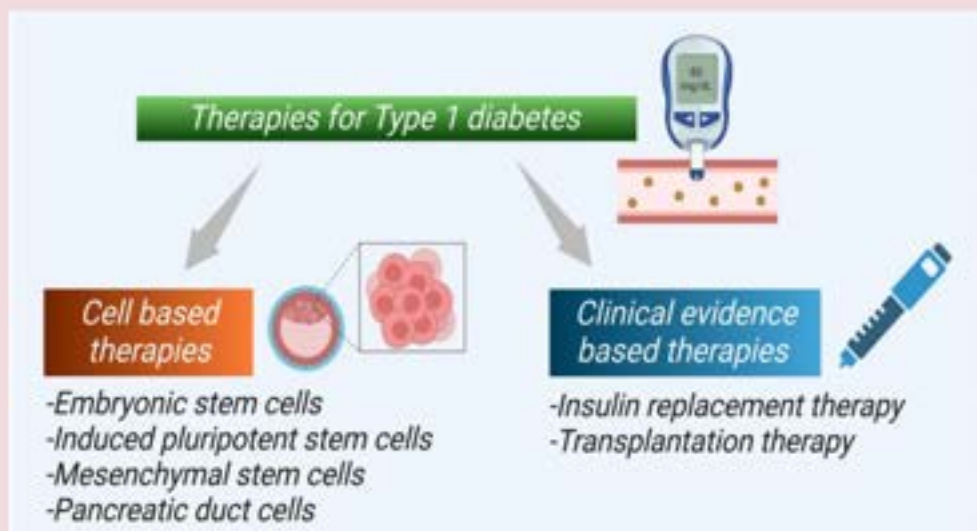 Therapies for Type 1 diabetes
Cell based
therapies
-Embryonic stem cells
-Induced pluripotent stem cells
-Mesenchymal stem cells
-Pancreatic duct cells
Clinical evidence
based therapies
-Insulin replacement therapy
-Transplantation therapy